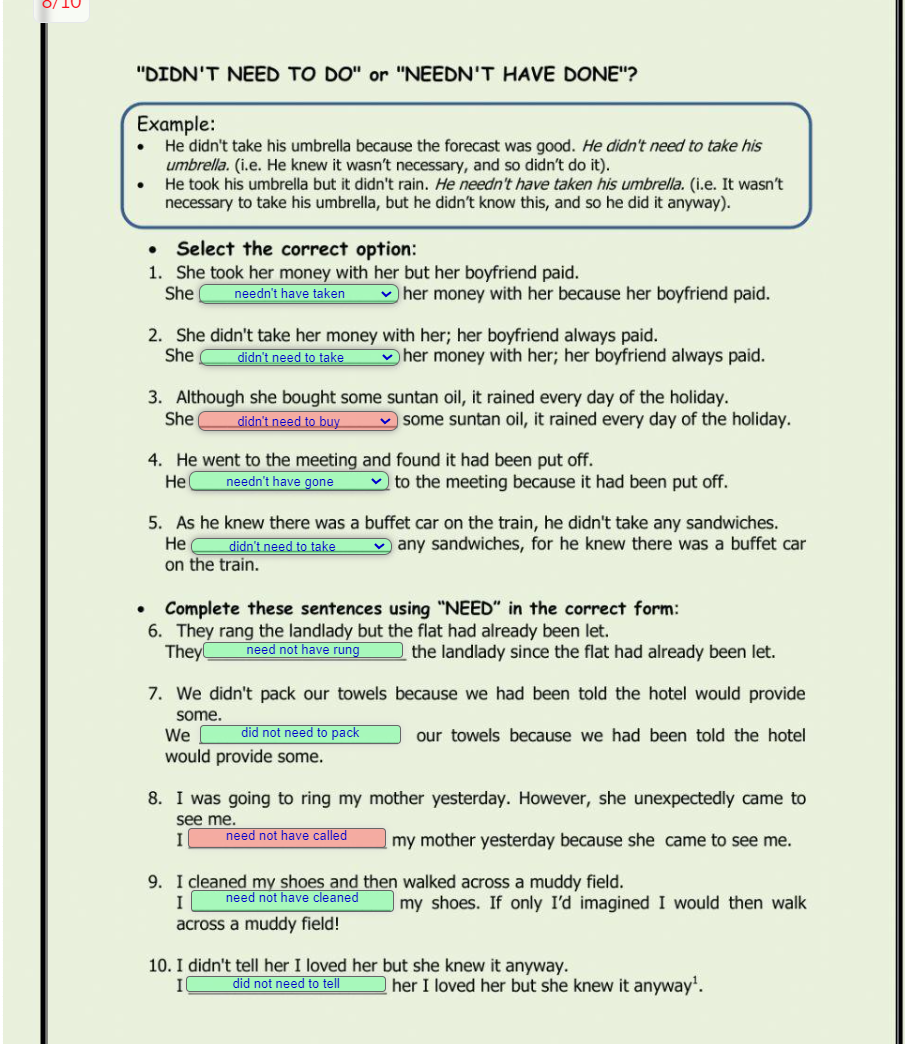 8/10
"DIDN'T NEED TO DO" or "NEEDN'T HAVE DONE"?
Example:
• He didn't take his umbrella because the forecast was good. He didn't need to take his
umbrella. (i.e. He knew it wasn't necessary, and so didn't do it).
• He took his umbrella but it didn't rain. He needn't have taken his umbrella. (i.e. It wasn't
necessary to take his umbrella, but he didn't know this, and so he did it anyway).
• Select the correct option:
1. She took her money with her but her boyfriend paid.
She needn't have taken her money with her because her boyfriend paid.
2. She didn't take her money with her; her boyfriend always paid.
She didn't need to take her money with her; her boyfriend always paid.
3. Although she bought some suntan oil, it rained every day of the holiday.
She didn't need to buy some suntan oil, it rained every day of the holiday.
4. He went to the meeting and found it had been put off.
He needn't have gone to the meeting because it had been put off.
5. As he knew there was a buffet car on the train, he didn't take any sandwiches.
He didn't need to take any sandwiches, for he knew there was a buffet car
on the train.
• Complete these sentences using “NEED” in the correct form:
6. They rang the landlady but the flat had already been let.
They need not have rung the landlady since the flat had already been let.
7. We didn't pack our towels because we had been told the hotel would provide
some.
We did not need to pack our towels because we had been told the hotel
would provide some.
8. I was going to ring my mother yesterday. However, she unexpectedly came to
see me.
I need not have called my mother yesterday because she came to see me.
9. I cleaned my shoes and then walked across a muddy field.
I need not have cleaned my shoes. If only I'd imagined I would then walk
across a muddy field!
10. I didn't tell her I loved her but she knew it anyway.
I did not need to tell her I loved her but she knew it anyway¹.